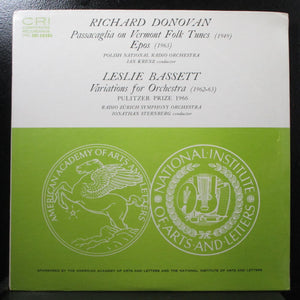 CRI
RICHARD DONOVAN
Passacaglia on Vermont Folk Tunes (1949)
Epos (1963)
POLISH NATIONAL RADIO ORCHESTRA
JAN KRENZ, conductor
LESLIE BASSETT
Variations for Orchestra (1962-63)
PULITZER PRIZE 1966
RADIO ZURICH SYMPHONY ORCHESTRA
JONATHAN STERNBERG, conductor
AMERICAN ACADEMY OF ARTS AND LETTERS
NATIONAL INSTITUTE OF ARTS AND LETTERS
SPONSORED BY THE AMERICAN ACADEMY OF ARTS AND LETTERS AND THE NATIONAL INSTITUTE OF ARTS AND LETTERS